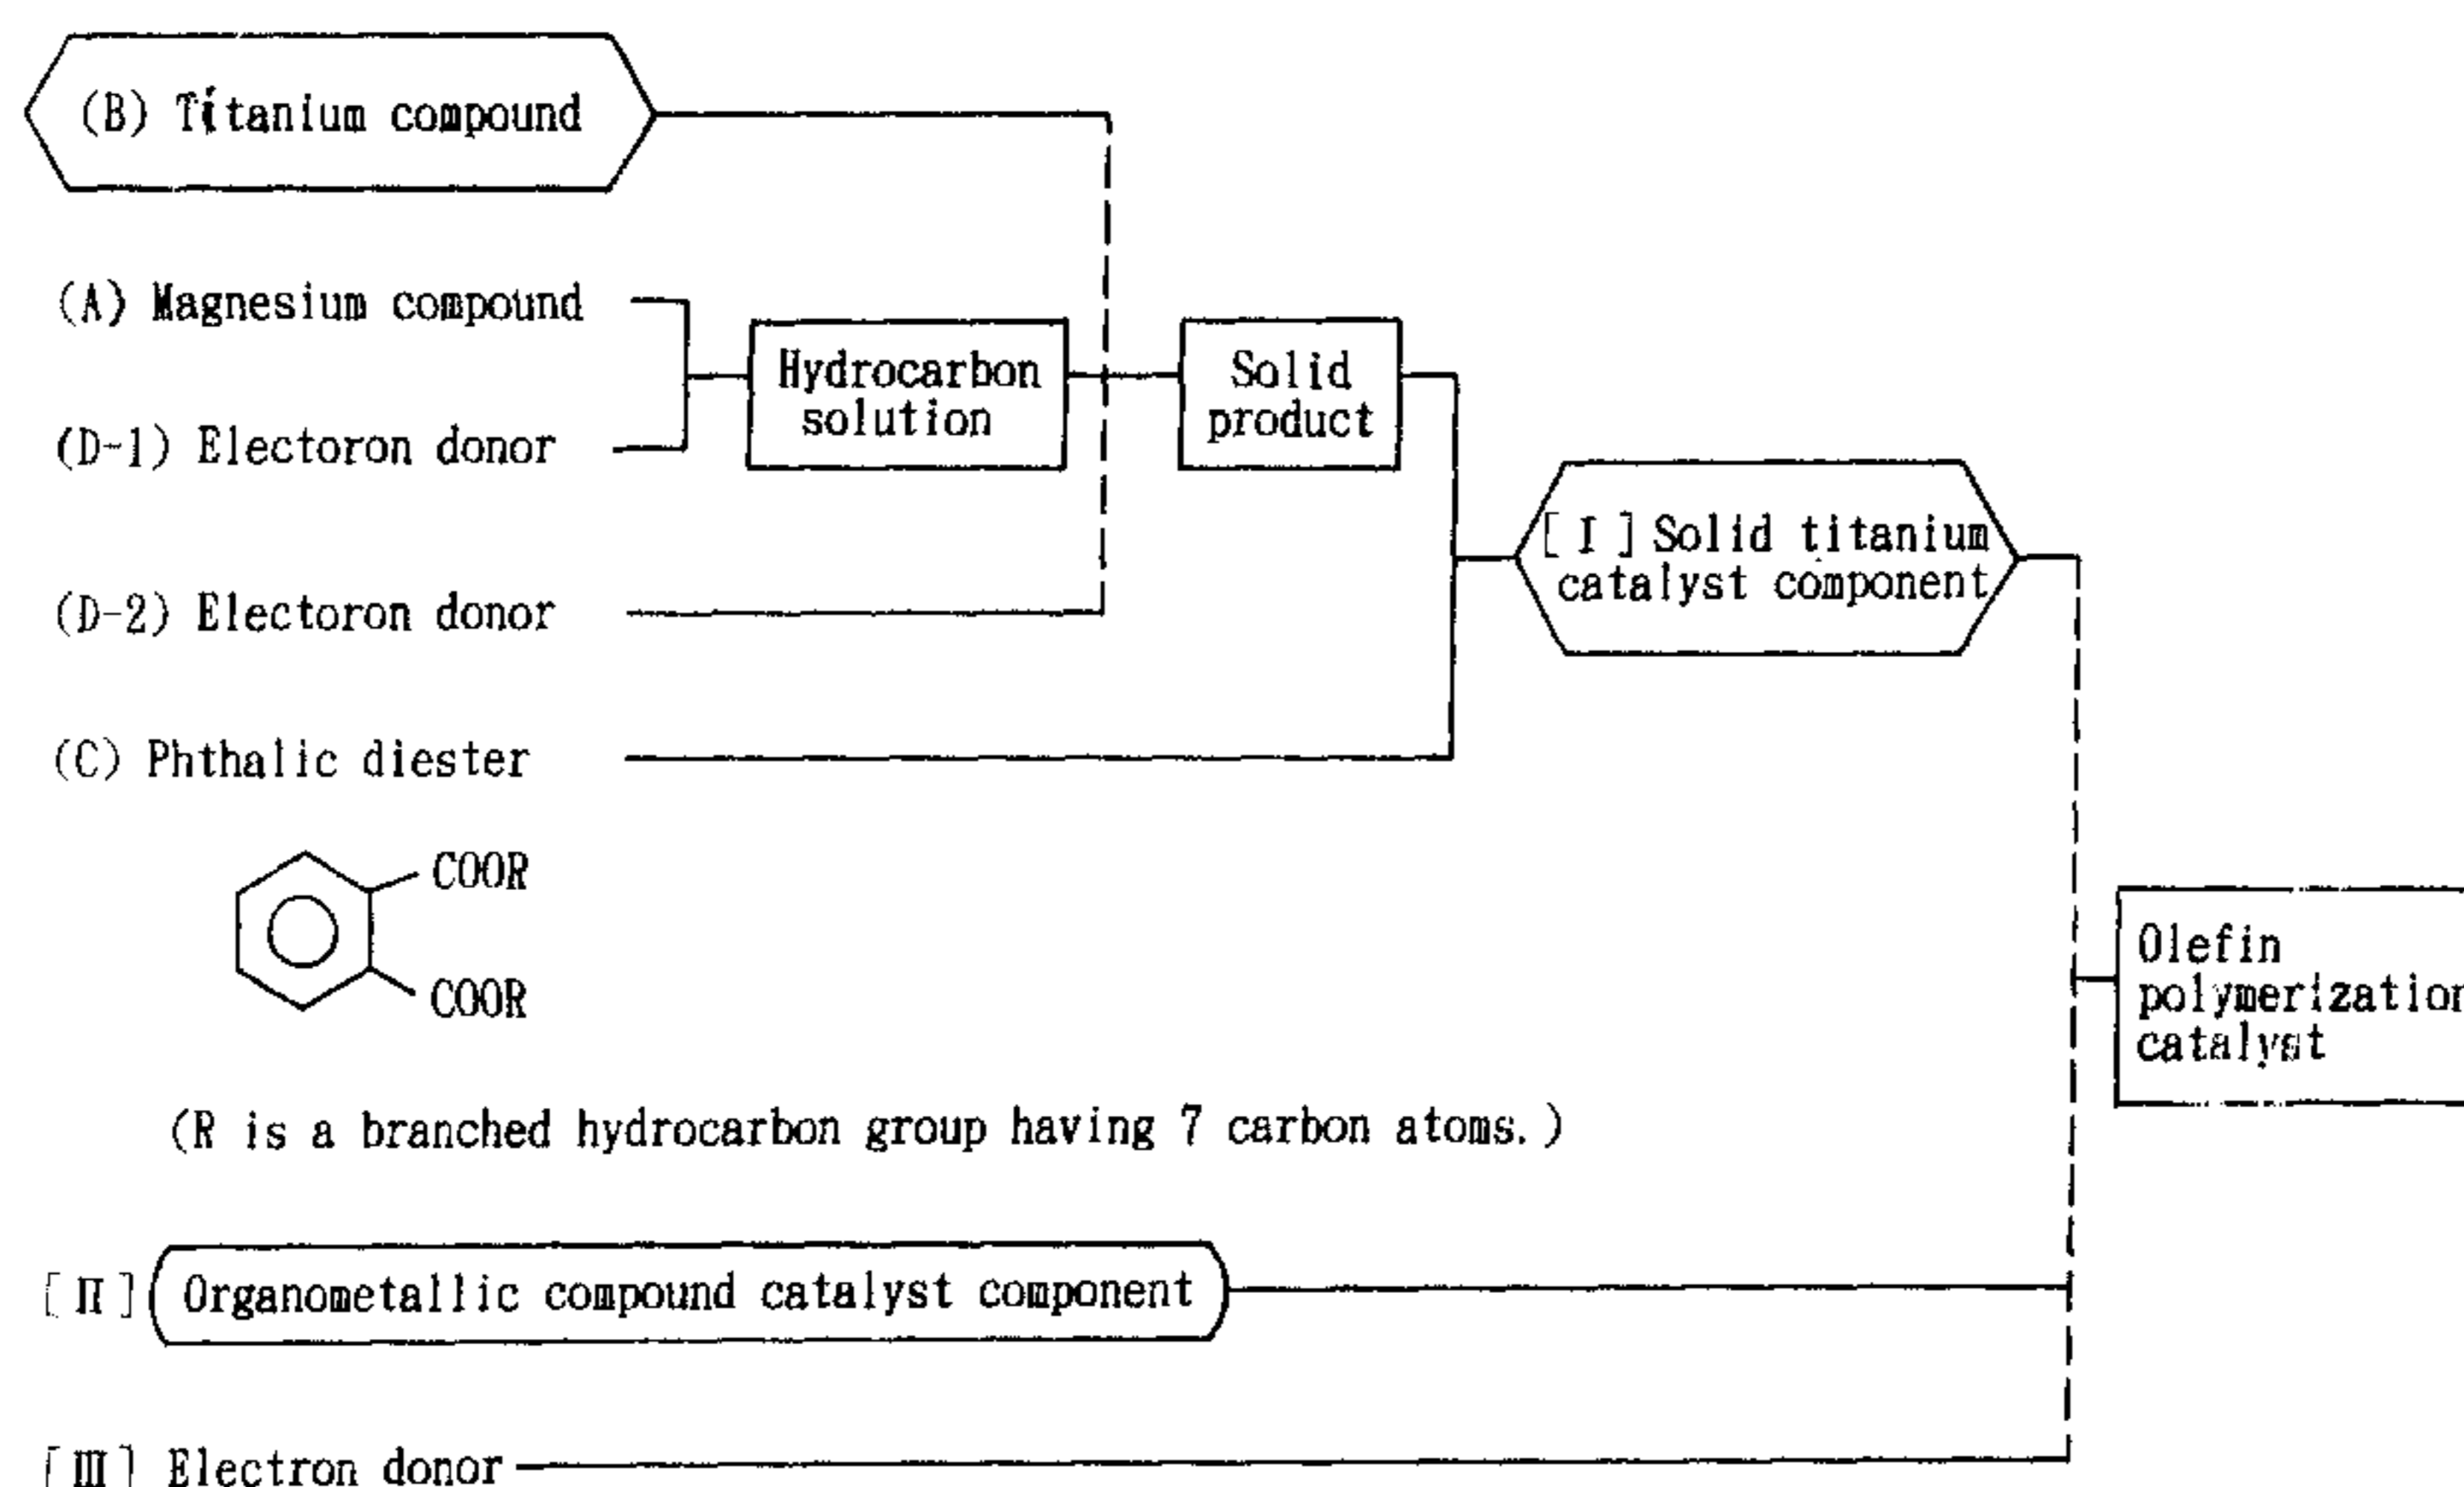 (B) Titanium compound
(A) Magnesium compound
Hydrocarbon
solution
Solid
product
(D-1) Electoron donor
[I] Solid titanium
catalyst component
(D-2) Electoron donor
(C) Phthalic diester
COOR
COOR
Olefin
polymerization
catalyst
(R is a branched hydrocarbon group having 7 carbon atoms.)
[II] Organometallic compound catalyst component
[III] Electron donor